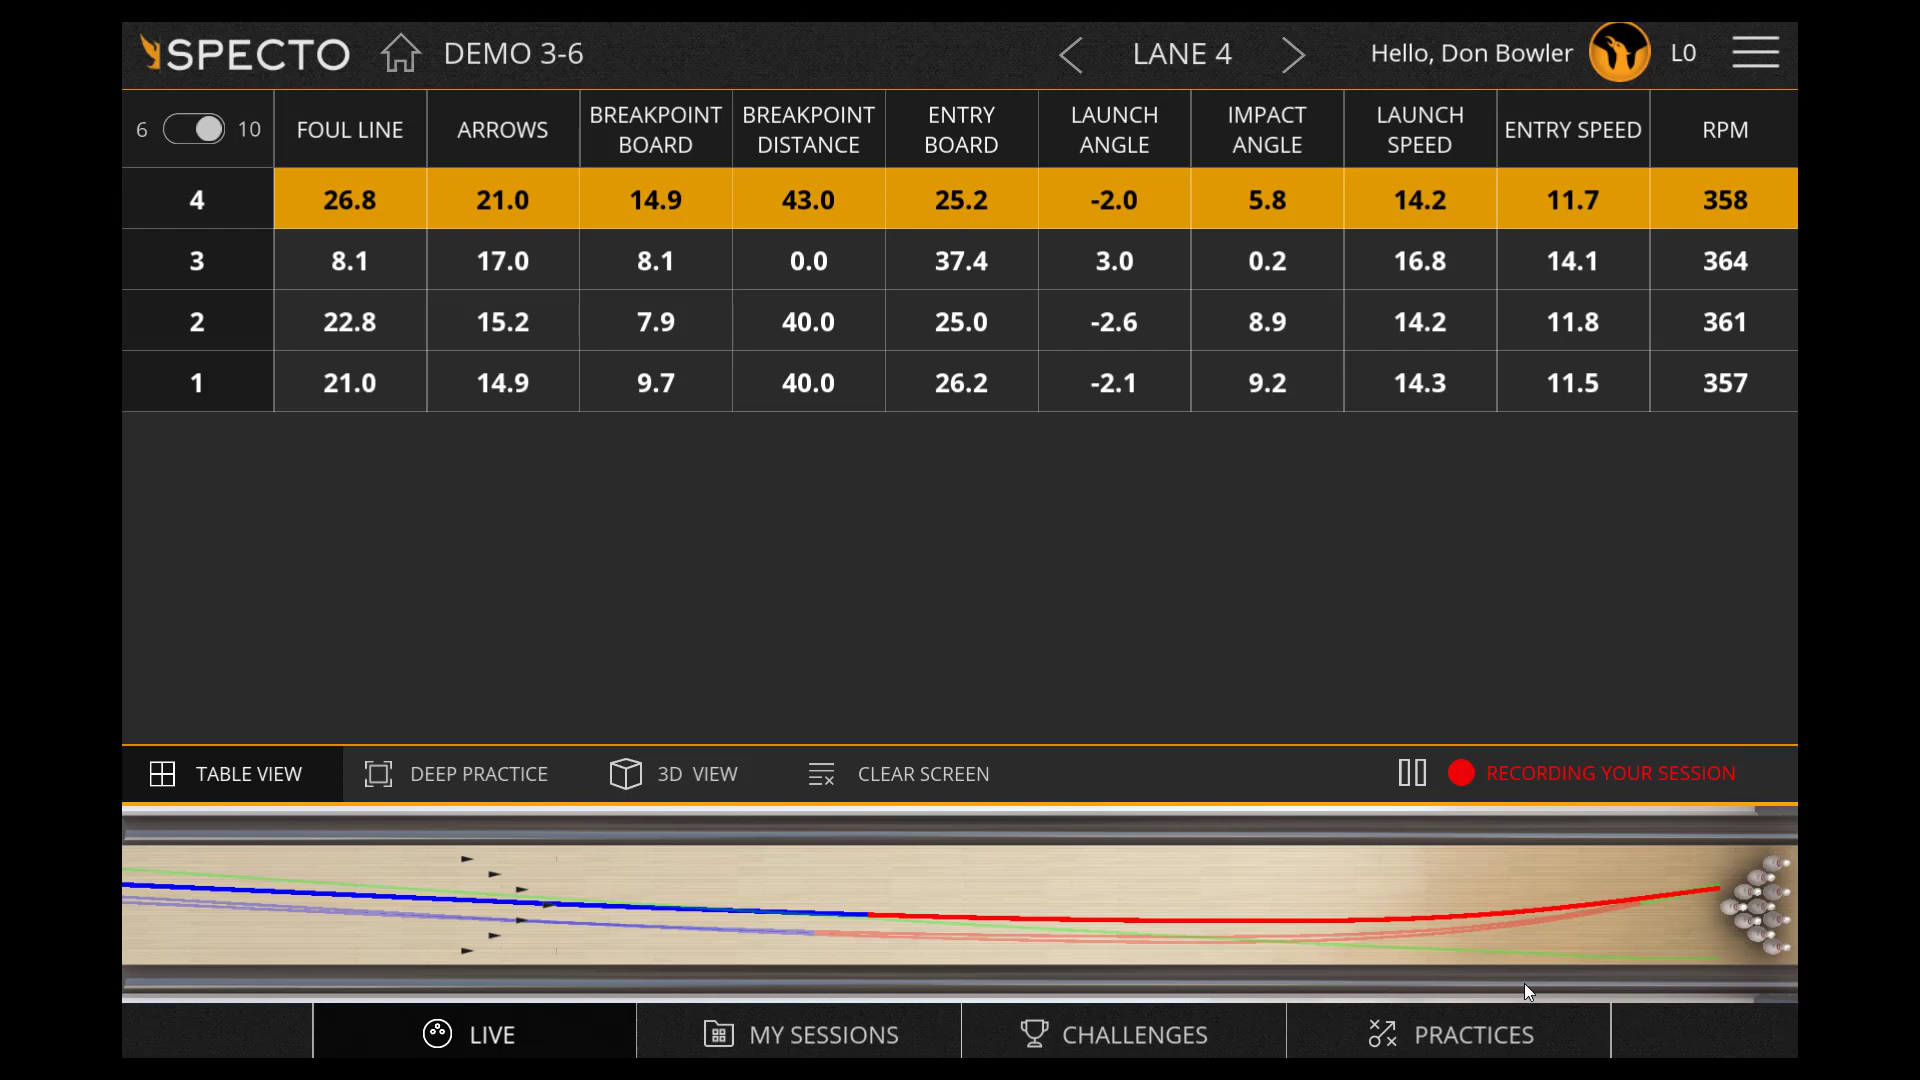 SPECTO DEMO 3-6 LANE 4 Hello, Don Bowler L0
6 10 FOUL LINE ARROWS BREAKPOINT BOARD BREAKPOINT DISTANCE ENTRY BOARD LAUNCH ANGLE IMPACT ANGLE LAUNCH SPEED ENTRY SPEED RPM
4 26.8 21.0 14.9 43.0 25.2 -2.0 5.8 14.2 11.7 358
3 8.1 17.0 8.1 0.0 37.4 3.0 0.2 16.8 14.1 364
2 22.8 15.2 7.9 40.0 25.0 -2.6 8.9 14.2 11.8 361
1 21.0 14.9 9.7 40.0 26.2 -2.1 9.2 14.3 11.5 357
TABLE VIEW DEEP PRACTICE 3D VIEW CLEAR SCREEN RECORDING YOUR SESSION
LIVE MY SESSIONS CHALLENGES PRACTICES